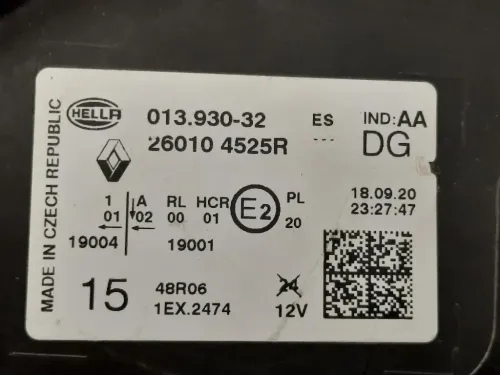 HELLA 013.930-32 ES IND:AA
26010 4525R --- DG
MADE IN CZECH REPUBLIC
1 A RL HCR E2 PL 18.09.20
01 02 00 01 20 23:27:47
19004 19001
15 48R06 24
1EX.2474 12V